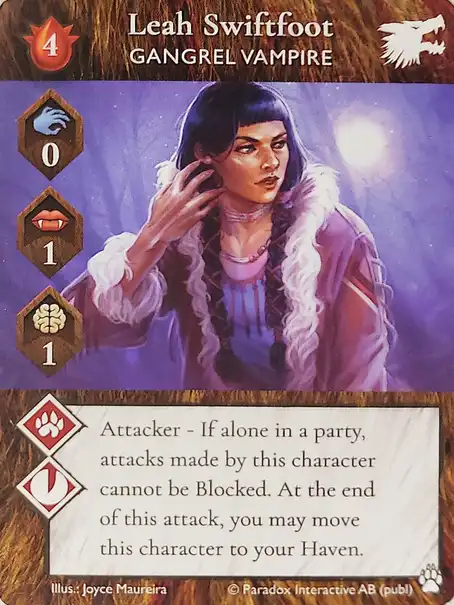 4
Leah Swiftfoot
GANGREL VAMPIRE
0
1
1
Attacker - If alone in a party,
attacks made by this character
cannot be Blocked. At the end
of this attack, you may move
this character to your Haven.
Illus.: Joyce Maureira
© Paradox Interactive AB (publ)